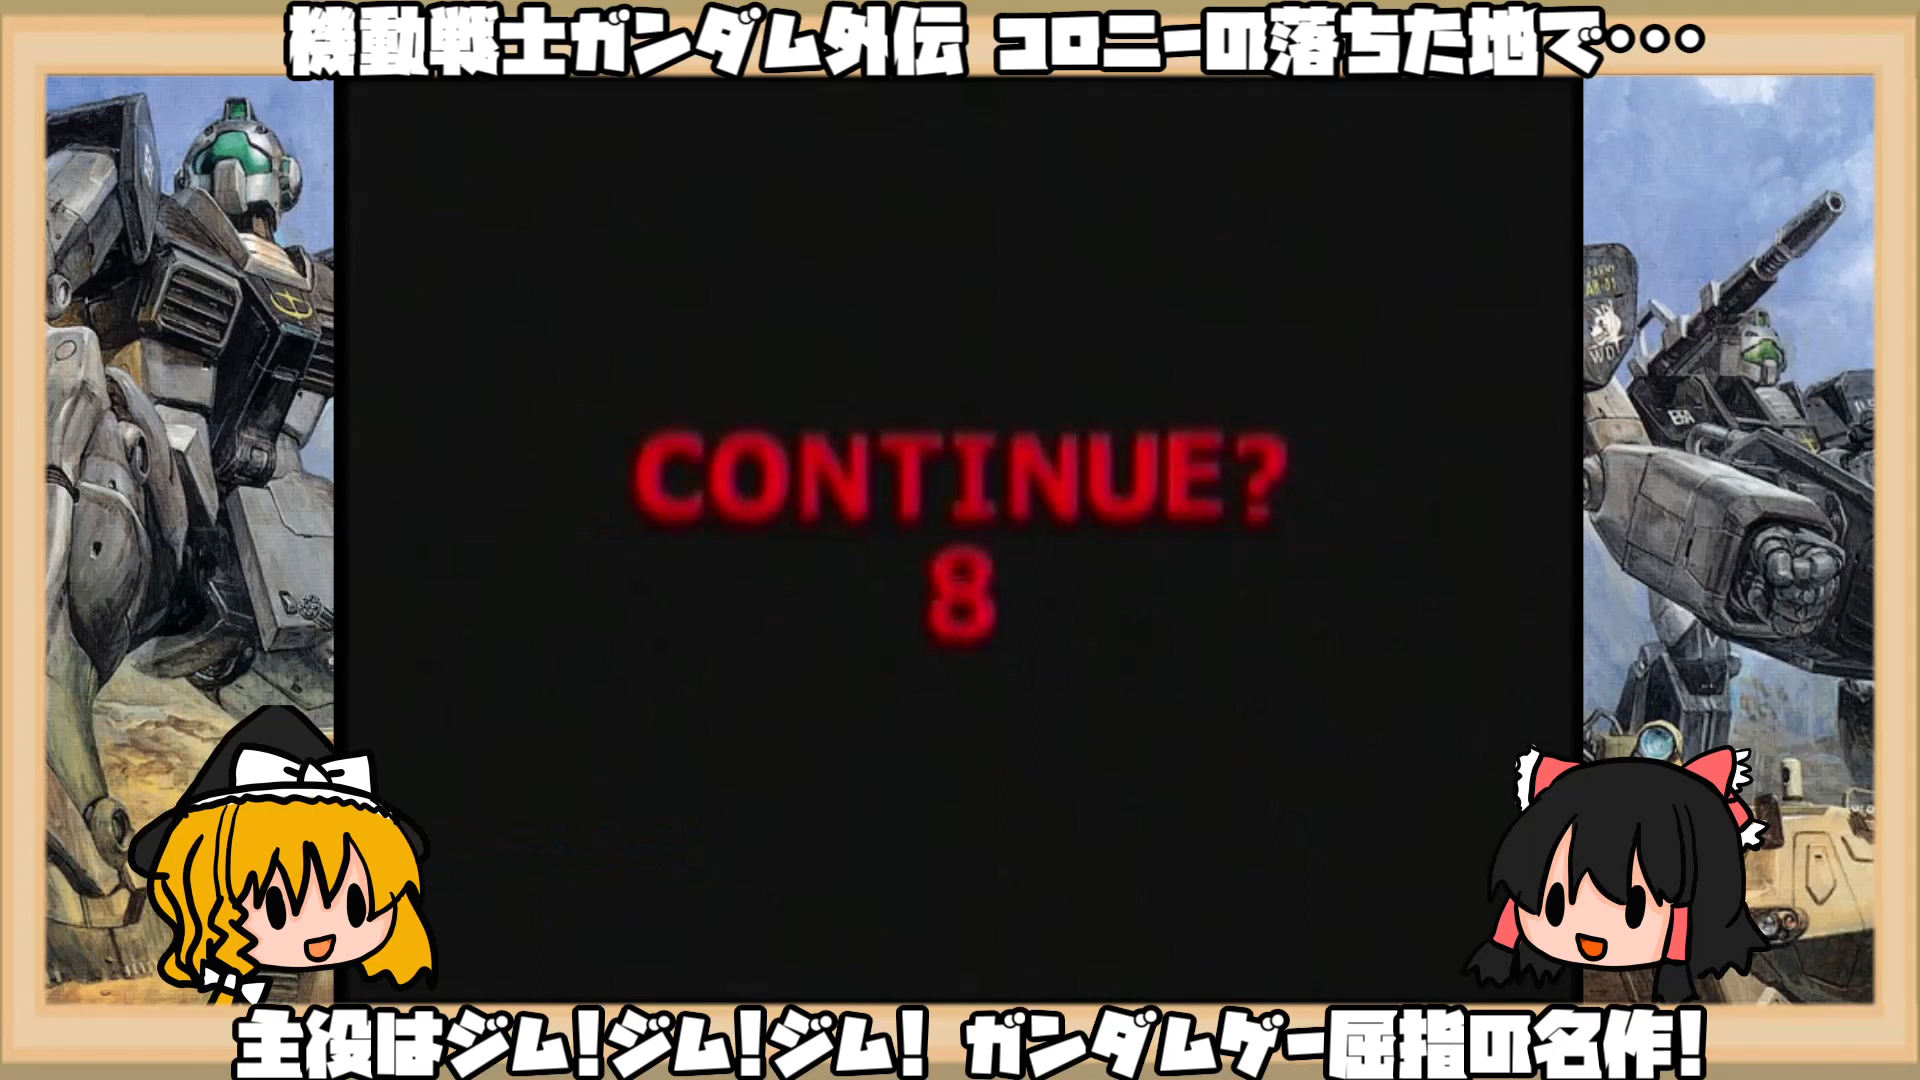 機動戦士ガンダム外伝 コロニーの落ちた地で・・・
CONTINUE?
8
WD
EFA
主役はジム!ジム!ジム! ガンダムゲー屈指の名作!